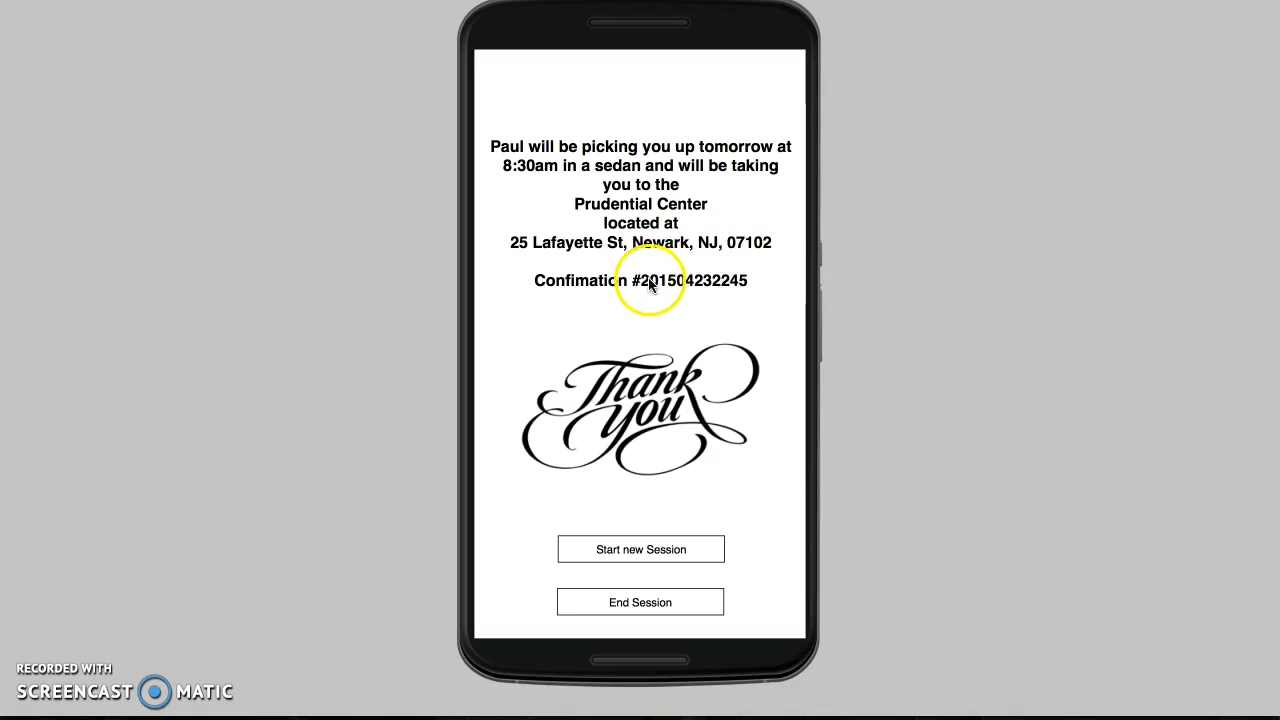 Paul will be picking you up tomorrow at
8:30am in a sedan and will be taking
you to the
Prudential Center
located at
25 Lafayette St, Newark, NJ, 07102
Confimation #201504232245
Thank
you
Start new Session
End Session
RECORDED WITH
SCREENCAST MATIC